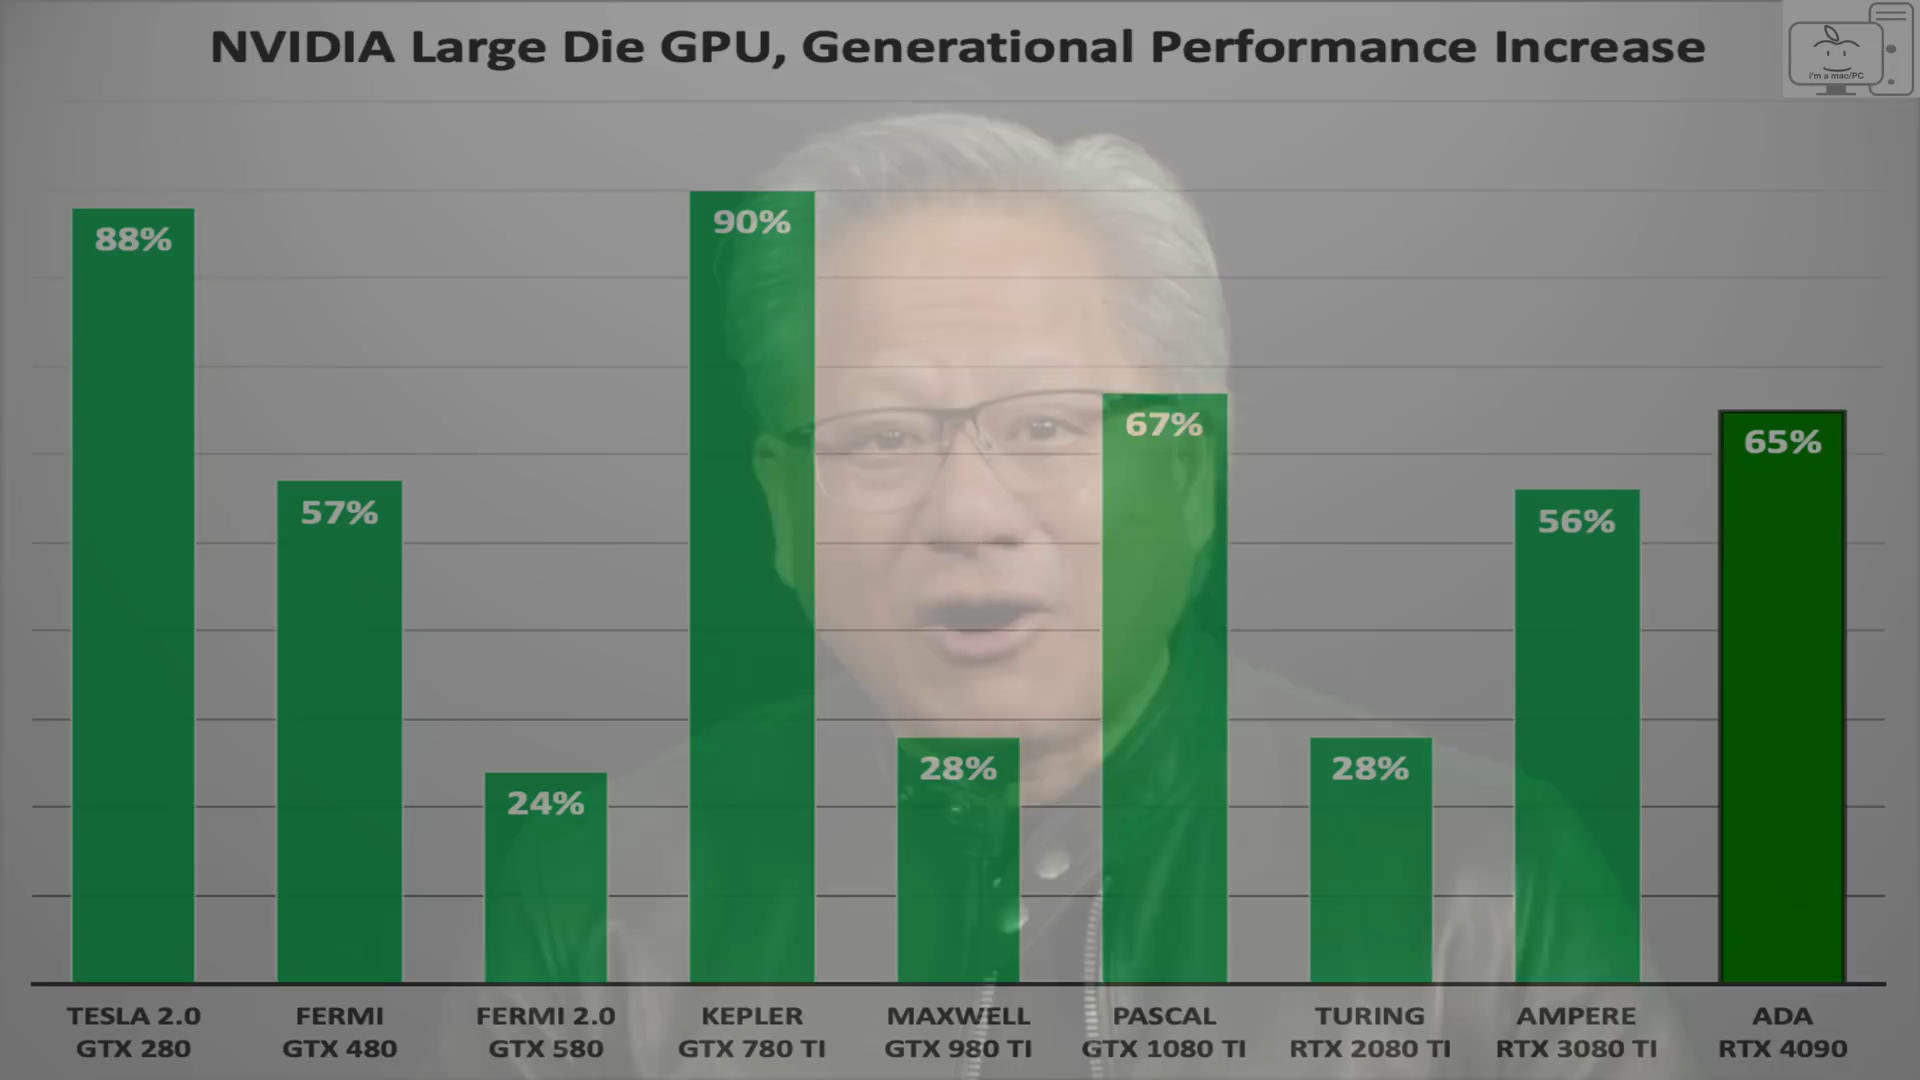 NVIDIA Large Die GPU, Generational Performance Increase
i'm a mac/PC
88%
57%
24%
90%
28%
67%
28%
56%
65%
TESLA 2.0
GTX 280
FERMI
GTX 480
FERMI 2.0
GTX 580
KEPLER
GTX 780 TI
MAXWELL
GTX 980 TI
PASCAL
GTX 1080 TI
TURING
RTX 2080 TI
AMPERE
RTX 3080 TI
ADA
RTX 4090